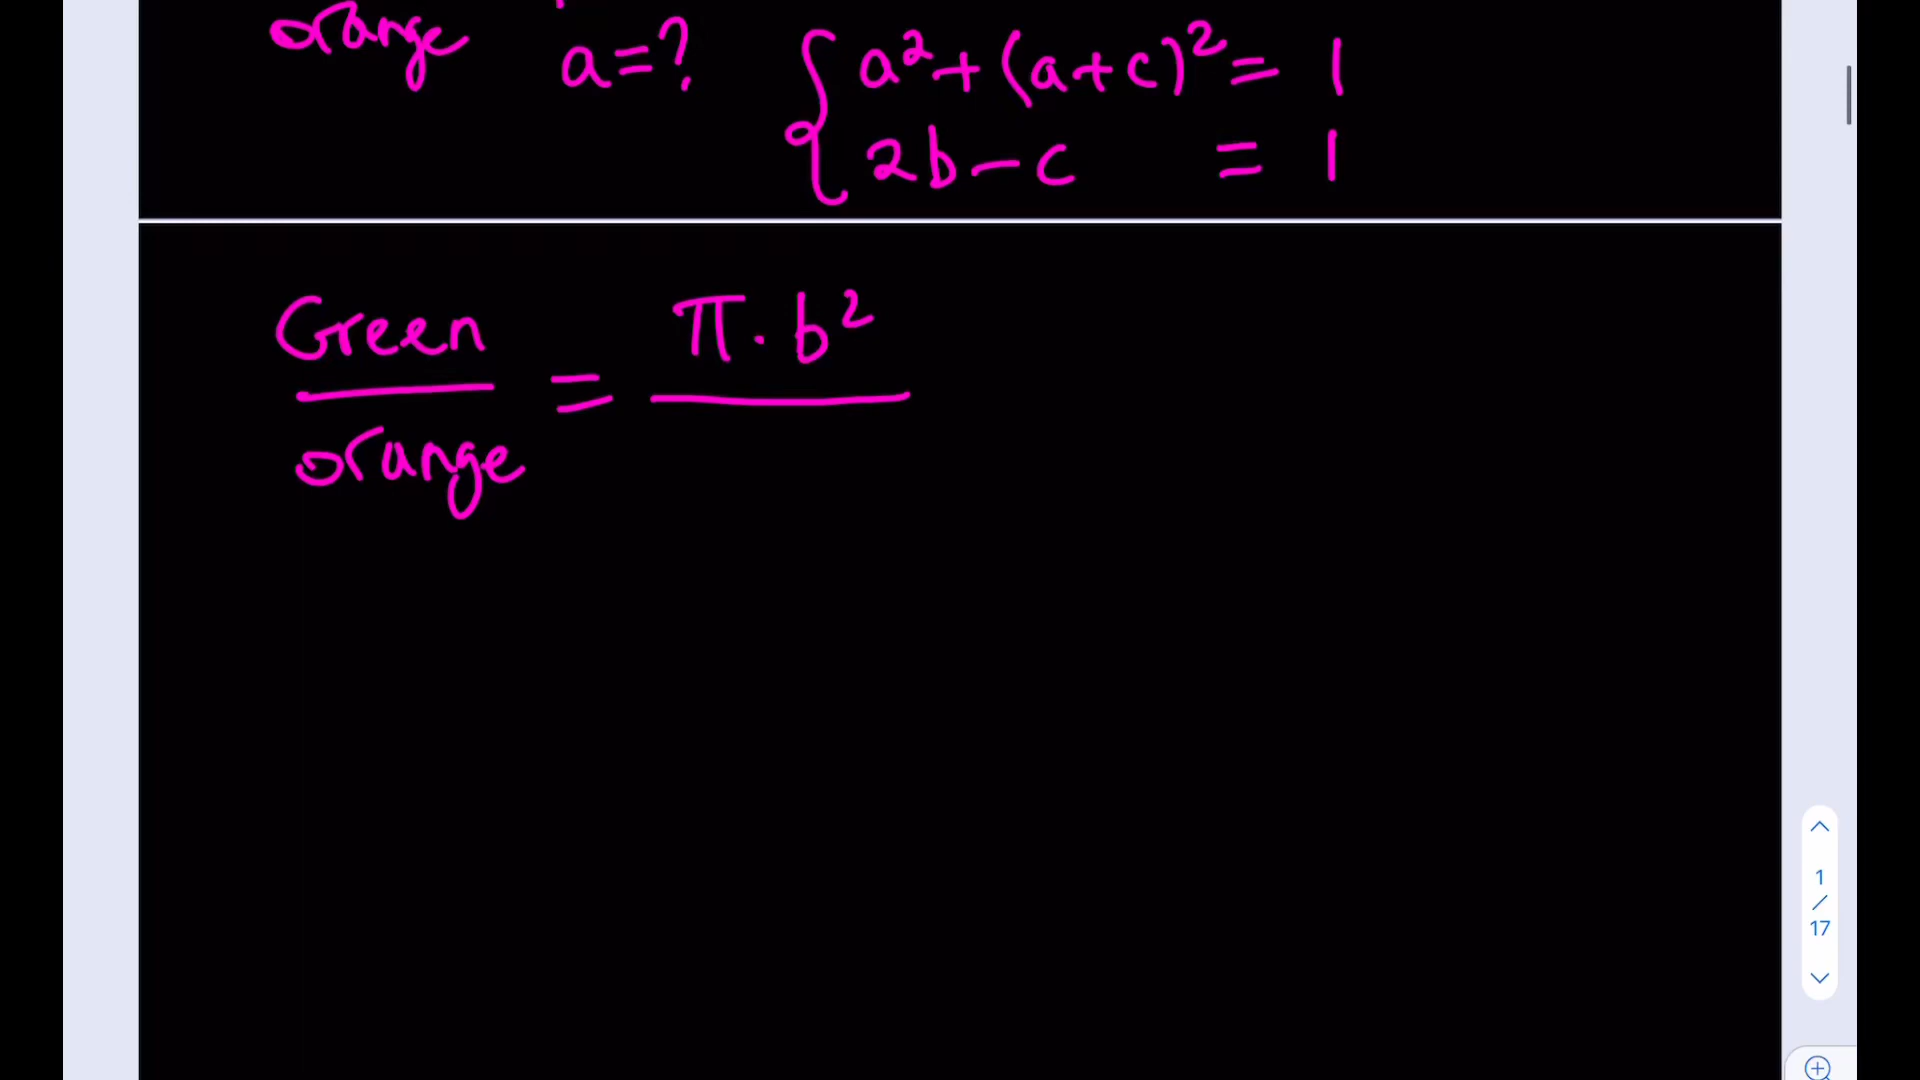 orange a=? { a²+(a+c)²= 1
2b-c = 1
Green = π.b²
orange
1
/
17